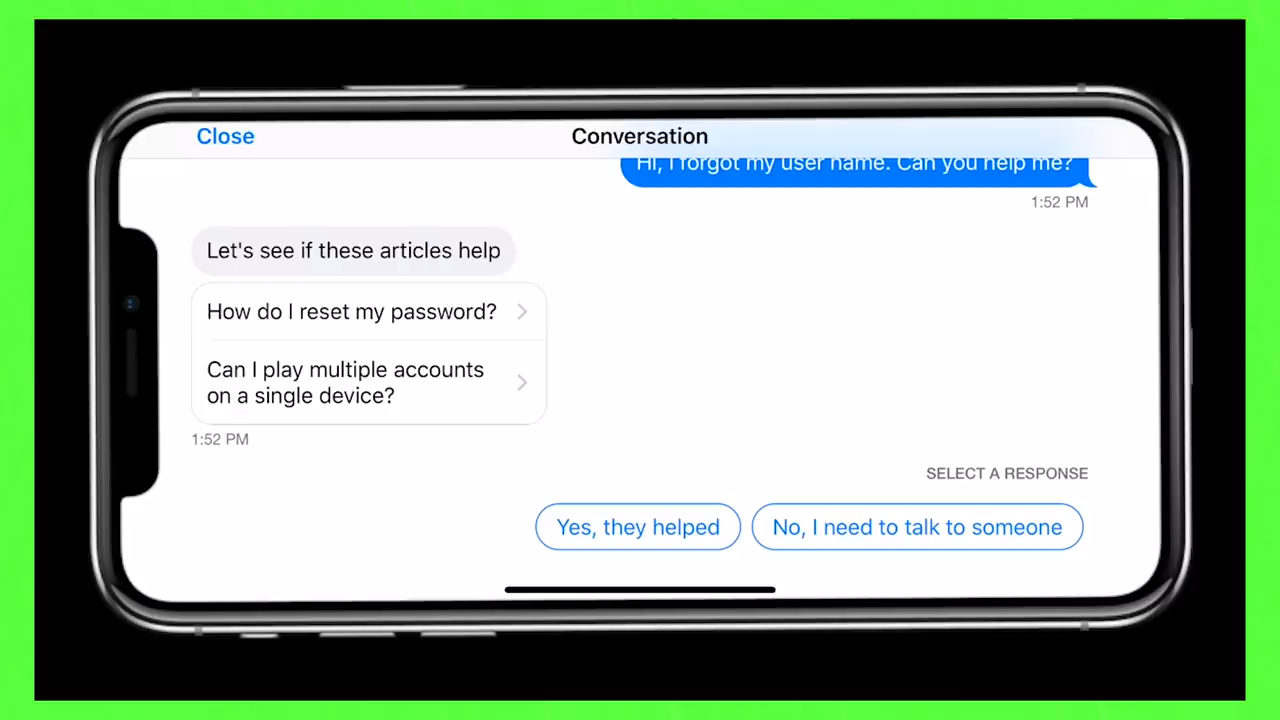 Close
Conversation
Hi, I forgot my user name. Can you help me?
1:52 PM
Let's see if these articles help
How do I reset my password?
Can I play multiple accounts
on a single device?
1:52 PM
SELECT A RESPONSE
Yes, they helped
No, I need to talk to someone